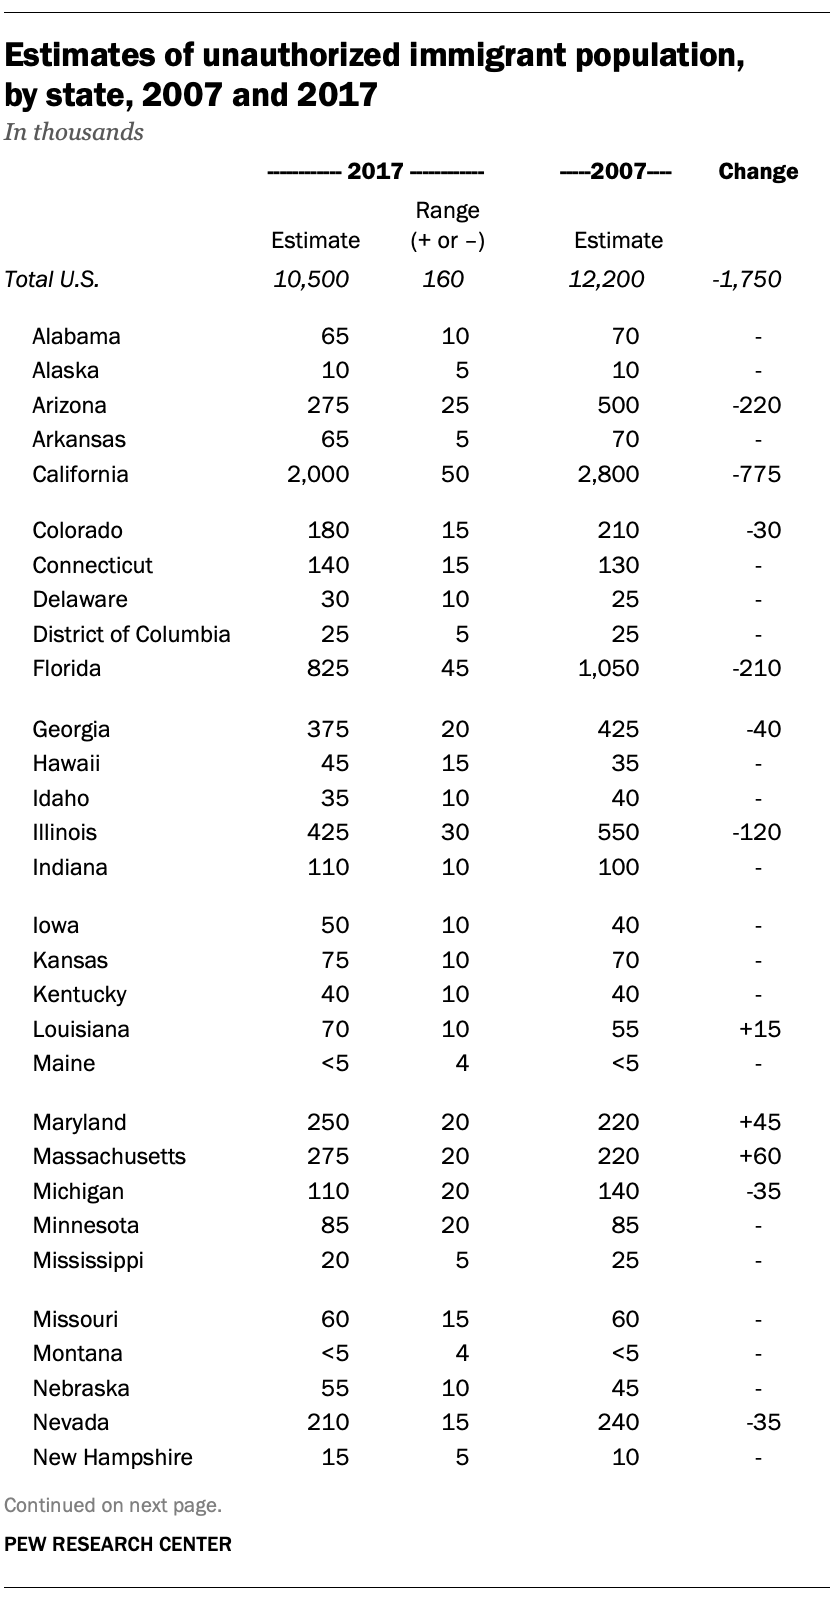 Estimates of unauthorized immigrant population,
by state, 2007 and 2017
In thousands
------------ 2017 ------------ -----2007---- Change
Range
Estimate (+ or –) Estimate
Total U.S. 10,500 160 12,200 -1,750
Alabama 65 10 70 -
Alaska 10 5 10 -
Arizona 275 25 500 -220
Arkansas 65 5 70 -
California 2,000 50 2,800 -775
Colorado 180 15 210 -30
Connecticut 140 15 130 -
Delaware 30 10 25 -
District of Columbia 25 5 25 -
Florida 825 45 1,050 -210
Georgia 375 20 425 -40
Hawaii 45 15 35 -
Idaho 35 10 40 -
Illinois 425 30 550 -120
Indiana 110 10 100 -
Iowa 50 10 40 -
Kansas 75 10 70 -
Kentucky 40 10 40 -
Louisiana 70 10 55 +15
Maine <5 4 <5 -
Maryland 250 20 220 +45
Massachusetts 275 20 220 +60
Michigan 110 20 140 -35
Minnesota 85 20 85 -
Mississippi 20 5 25 -
Missouri 60 15 60 -
Montana <5 4 <5 -
Nebraska 55 10 45 -
Nevada 210 15 240 -35
New Hampshire 15 5 10 -
Continued on next page.
PEW RESEARCH CENTER